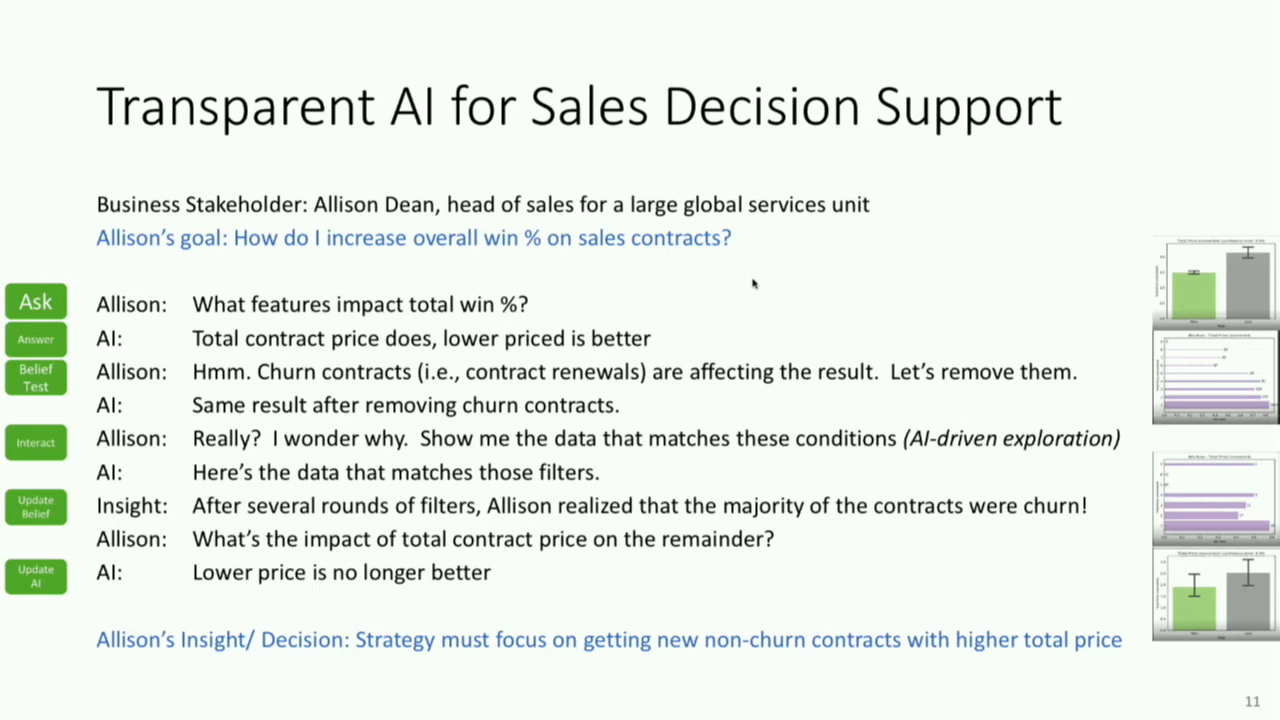 Transparent AI for Sales Decision Support
Business Stakeholder: Allison Dean, head of sales for a large global services unit
Allison's goal: How do I increase overall win % on sales contracts?
Ask
Allison: What features impact total win %?
Answer
AI: Total contract price does, lower priced is better
Belief
Test
Allison: Hmm. Churn contracts (i.e., contract renewals) are affecting the result. Let's remove them.
AI: Same result after removing churn contracts.
Interact
Allison: Really? I wonder why. Show me the data that matches these conditions (AI-driven exploration)
AI: Here's the data that matches those filters.
Update
Belief
Insight: After several rounds of filters, Allison realized that the majority of the contracts were churn!
Allison: What's the impact of total contract price on the remainder?
Update
AI
AI: Lower price is no longer better
Allison's Insight/ Decision: Strategy must focus on getting new non-churn contracts with higher total price
11